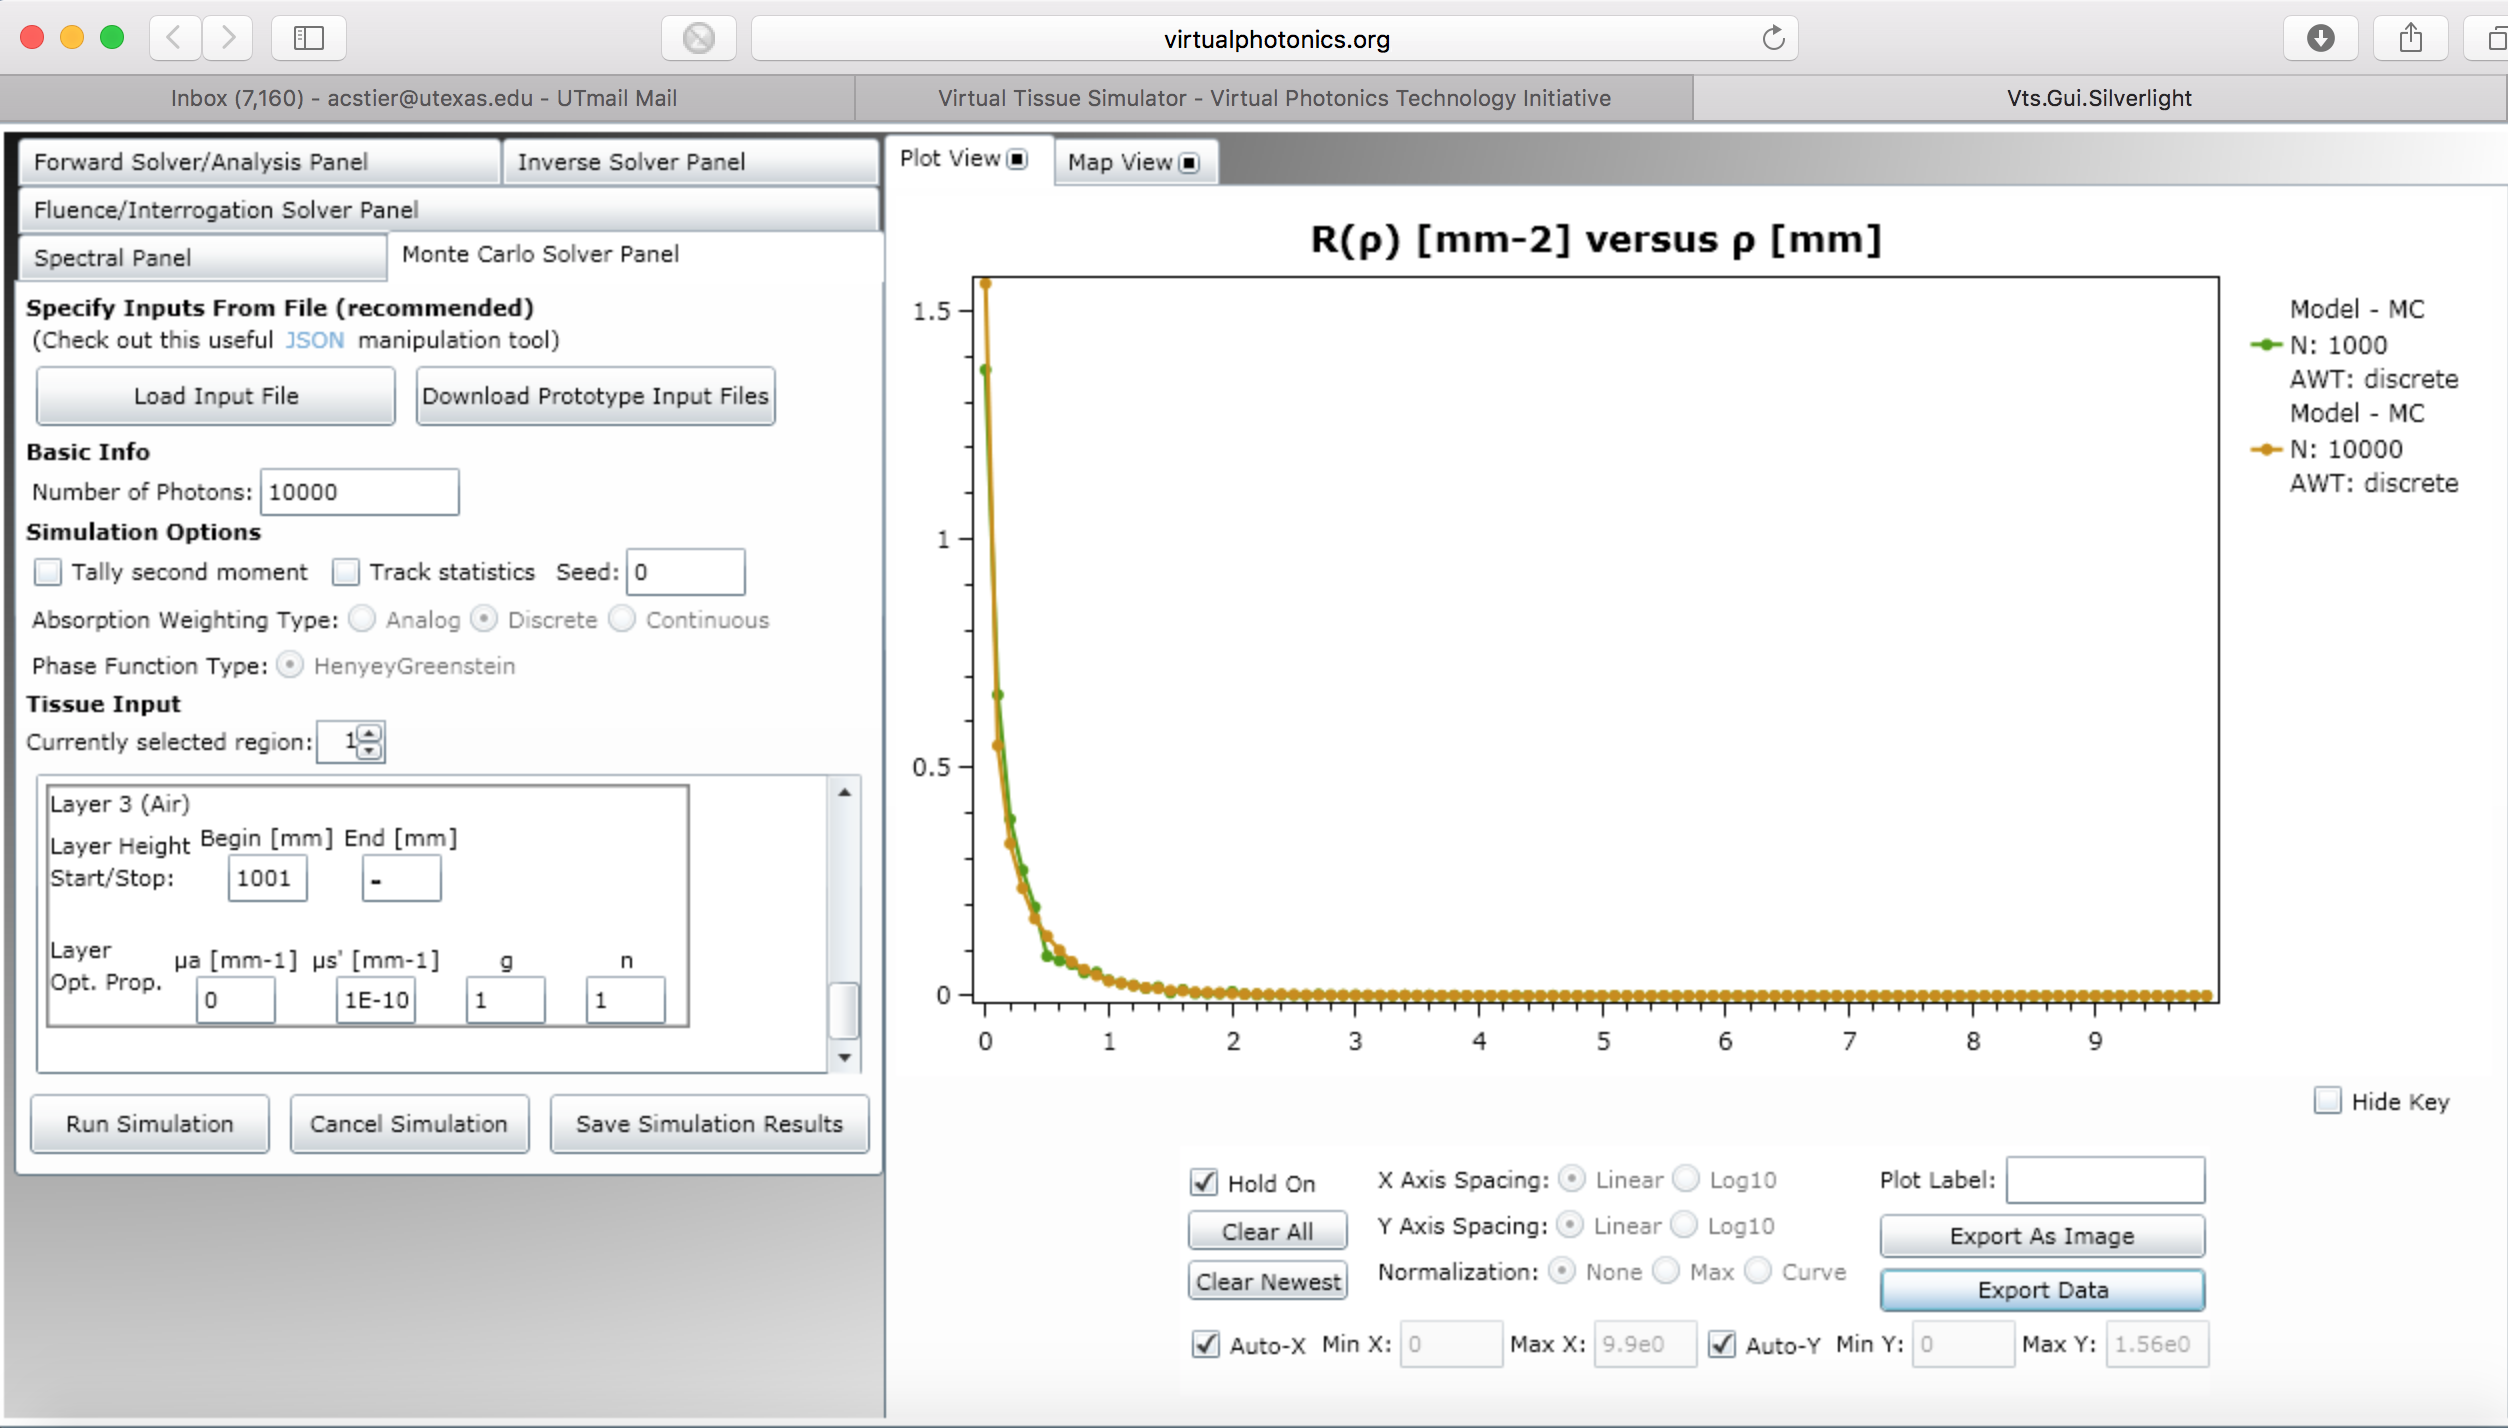 virtualphotonics.org
Inbox (7,160) - acstier@utexas.edu - UTmail Mail
Virtual Tissue Simulator - Virtual Photonics Technology Initiative
Vts.Gui.Silverlight
Forward Solver/Analysis Panel
Inverse Solver Panel
Fluence/Interrogation Solver Panel
Spectral Panel
Monte Carlo Solver Panel
Specify Inputs From File (recommended)
(Check out this useful JSON manipulation tool)
Load Input File
Download Prototype Input Files
Basic Info
Number of Photons: 10000
Simulation Options
Tally second moment
Track statistics
Seed: 0
Absorption Weighting Type: Analog Discrete Continuous
Phase Function Type: HenyeyGreenstein
Tissue Input
Currently selected region: 1
Layer 3 (Air)
Begin [mm] End [mm]
Layer Height
Start/Stop: 1001 -
Layer
Opt. Prop.
μa [mm-1] μs' [mm-1] g n
0 1E-10 1 1
Run Simulation
Cancel Simulation
Save Simulation Results
Plot View
Map View
R(ρ) [mm-2] versus ρ [mm]
1.5
1
0.5
0
0 1 2 3 4 5 6 7 8 9
Model - MC
N: 1000
AWT: discrete
Model - MC
N: 10000
AWT: discrete
Hide Key
Hold On
Clear All
Clear Newest
X Axis Spacing: Linear Log10
Y Axis Spacing: Linear Log10
Normalization: None Max Curve
Plot Label:
Export As Image
Export Data
Auto-X Min X: 0 Max X: 9.9e0 Auto-Y Min Y: 0 Max Y: 1.56e0